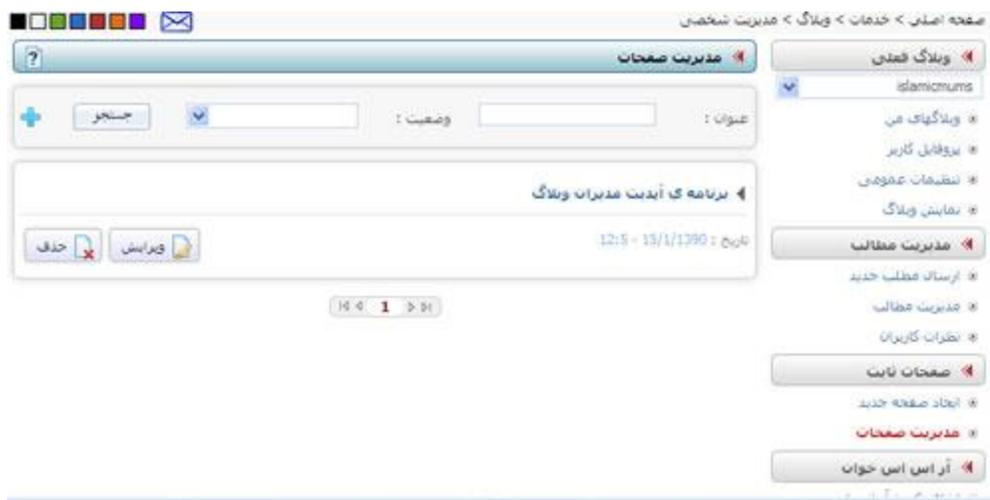 صفحه اصلی > خدمات > وبلاگ > مدیریت شخصی
وبلاگ فعلی
islamicmums
وبلاگهای من
پروفایل کاربر
تنظیمات عمومی
نمایش وبلاگ
مدیریت مطالب
ارسال مطلب جدید
مدیریت مطالب
نظرات کاربران
صفحات ثابت
ایجاد صفحه جدید
مدیریت صفحات
آر اس اس خوان
مدیریت صفحات
?
عنوان : وضعیت : جستجو
برنامه ی آپدیت مدیران وبلاگ
تاریخ : 15/1/1390 - 12:5
ویرایش حذف
1